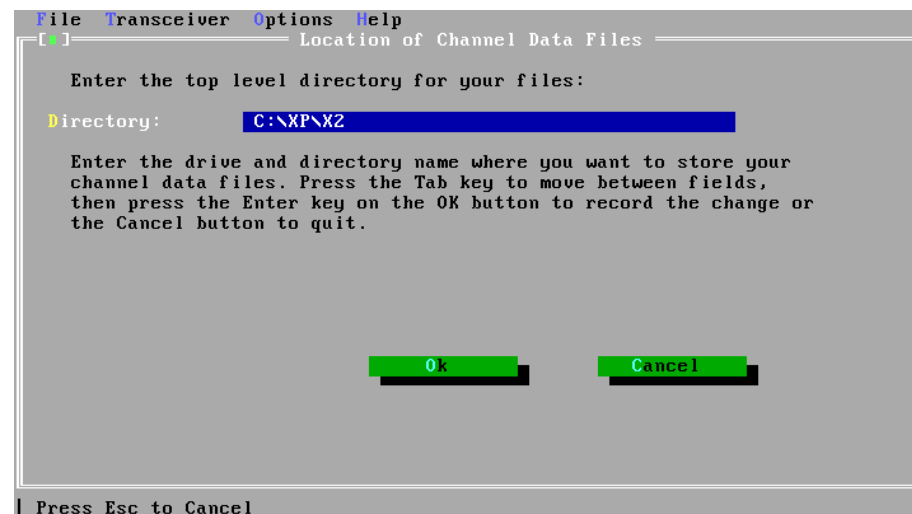 File Transceiver Options Help
Location of Channel Data Files
Enter the top level directory for your files:
Directory: C:\XP\X2
Enter the drive and directory name where you want to store your
channel data files. Press the Tab key to move between fields,
then press the Enter key on the OK button to record the change or
the Cancel button to quit.
Ok Cancel
Press Esc to Cancel